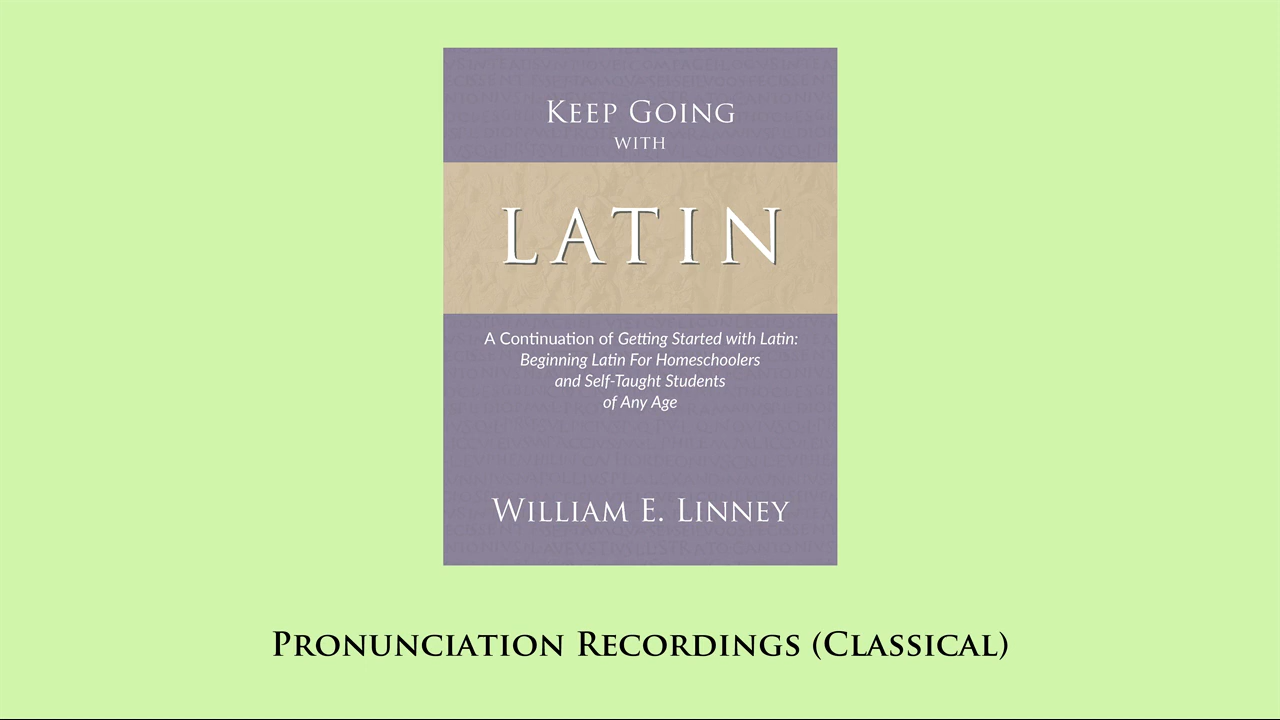 Keep Going
with
LATIN
A Continuation of Getting Started with Latin:
Beginning Latin For Homeschoolers
and Self-Taught Students
of Any Age
William E. Linney
Pronunciation Recordings (Classical)